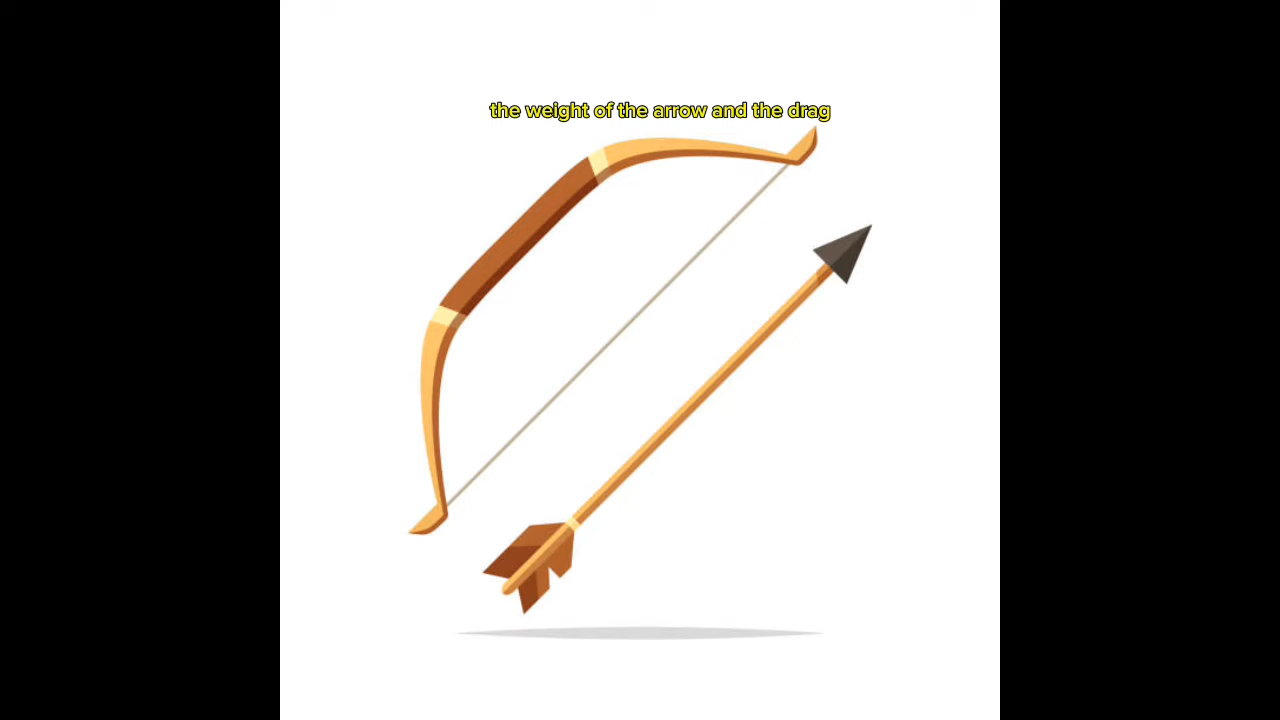 the weight of the arrow and the drag